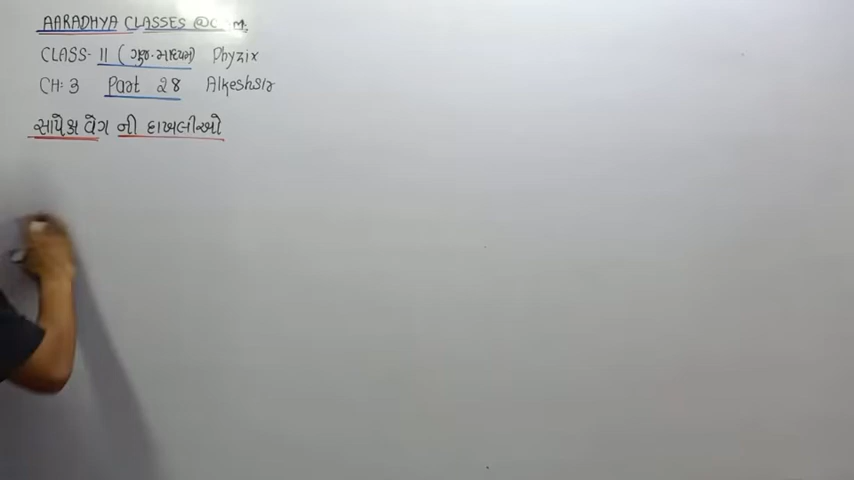 AARADHYA CLASSES
CLASS- 11 (ગુજ.માધ્યમ) Phyzix
CH: 3 Part 28 Alkeshsir
સાપેક્ષ વેગ ની દાખલીઓ